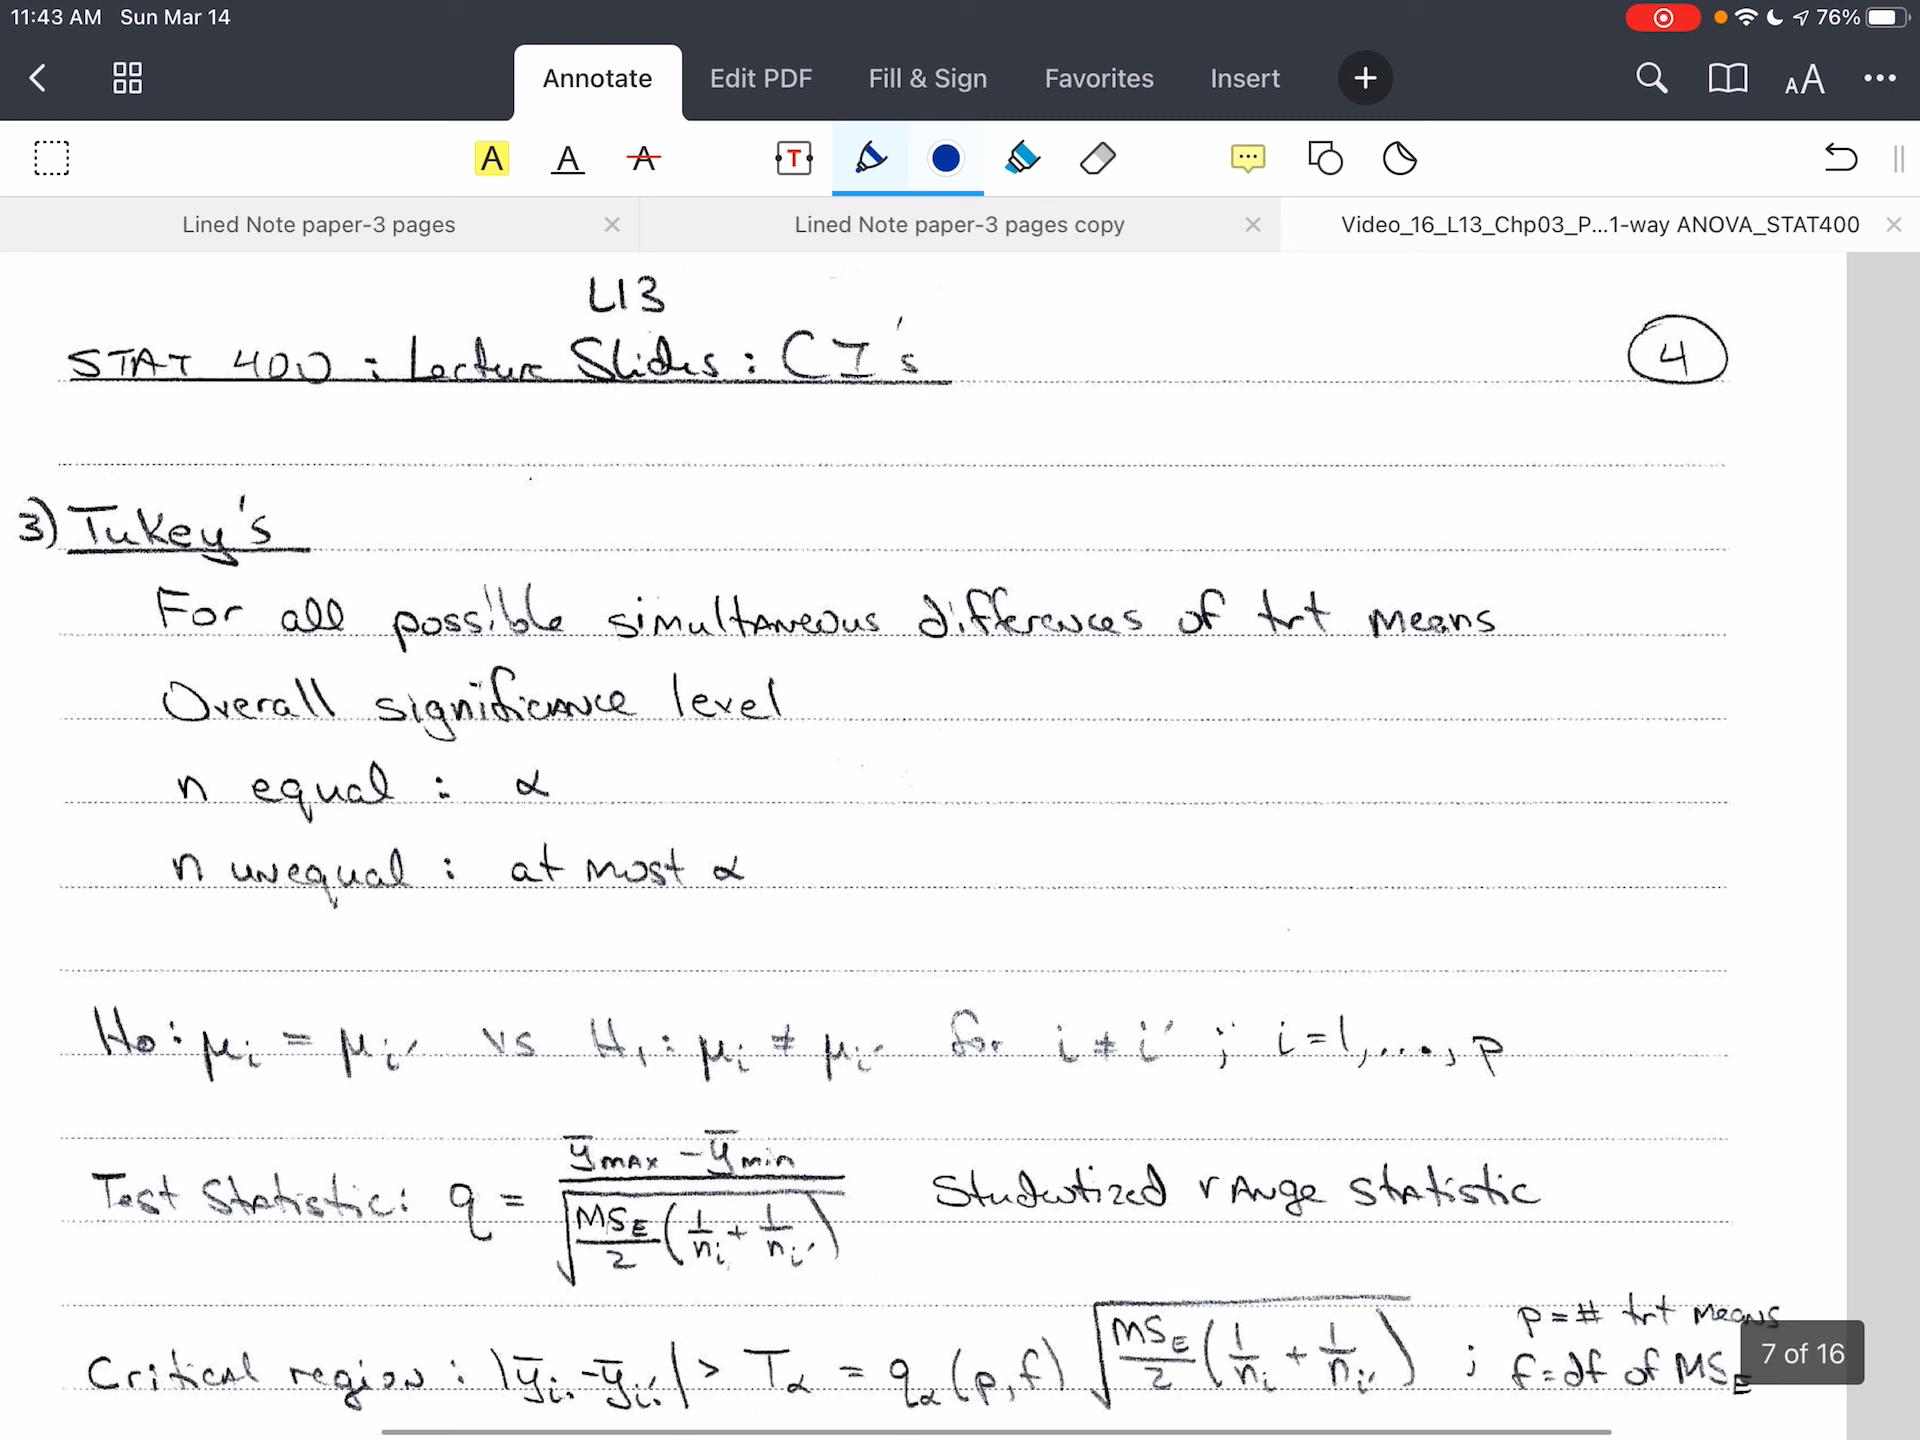 11:43 AM Sun Mar 14
76%
Annotate Edit PDF Fill & Sign Favorites Insert
AA
A A A T
Lined Note paper-3 pages
Lined Note paper-3 pages copy
Video_16_L13_Chp03_P...1-way ANOVA_STAT400
L13
STAT 400 : Lecture Slides : CI's
4
3) Tukey's
For all possible simultaneous differences of trt means
Overall significance level
n equal : α
n unequal : at most α
H₀ : μᵢ = μᵢ′ vs H₁ : μᵢ ≠ μᵢ′ for i ≠ i′ ; i = 1, ..., p
Test Statistic : q = (ȳmax − ȳmin) / √(MSE/2 (1/nᵢ + 1/nᵢ′)) Studentized range statistic
Critical region : |ȳᵢ. − ȳᵢ′.| > Tα = qα(p, f) √(MSE/2 (1/nᵢ + 1/nᵢ′)) ; p = # trt means
f = df of MSE
7 of 16